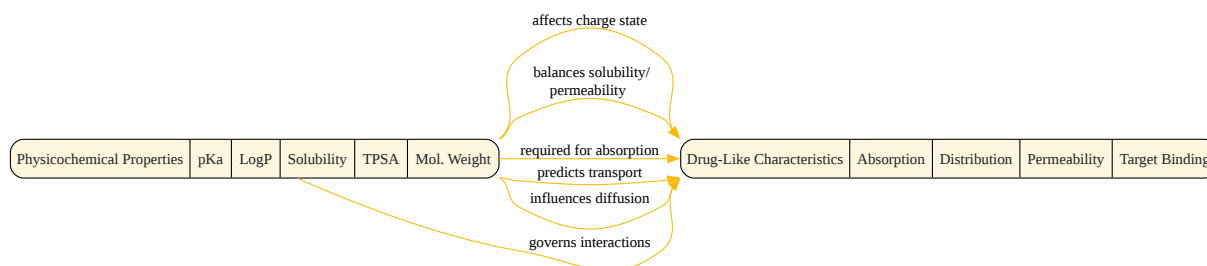 affects charge state
balances solubility/
permeability
Physicochemical Properties pKa LogP Solubility TPSA Mol. Weight
required for absorption
Drug-Like Characteristics Absorption Distribution Permeability Target Binding
predicts transport
influences diffusion
governs interactions